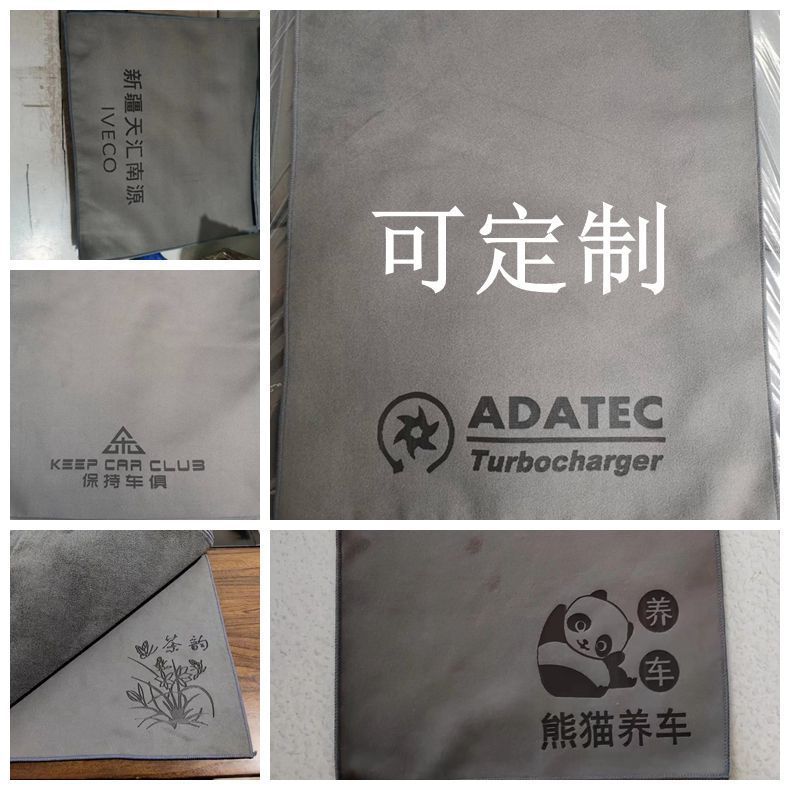 新疆天汇南源
IVECO
可定制
ADATEC
Turbocharger
KEEP CAR CLUB
保持车俱
茶韵
养
车
熊猫养车